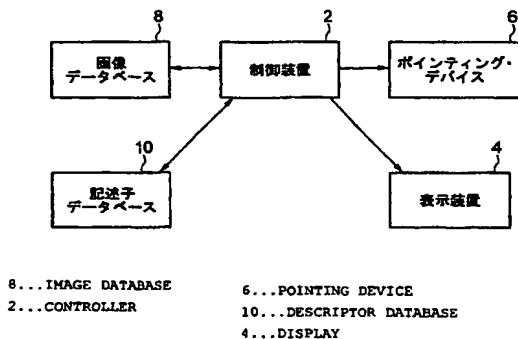 8
2
6
画像
データベース
制御装置
ポインティング・
デバイス
10
4
記述子
データベース
表示装置
8...IMAGE DATABASE
6...POINTING DEVICE
2...CONTROLLER
10...DESCRIPTOR DATABASE
4...DISPLAY